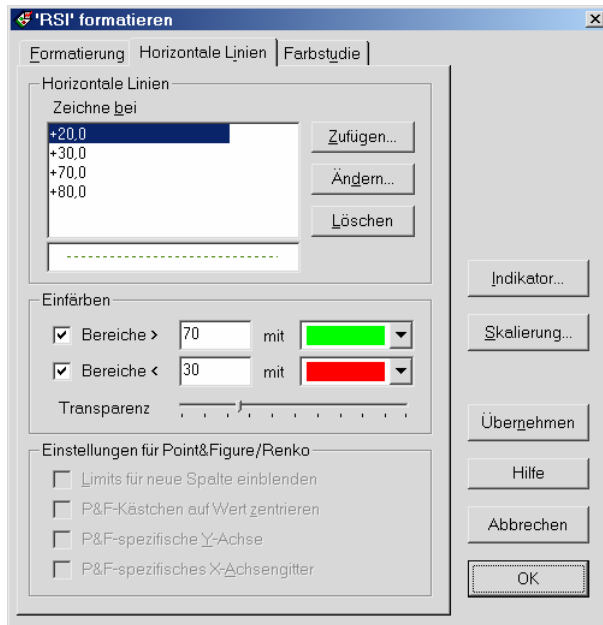 'RSI' formatieren
Formatierung Horizontale Linien Farbstudie
Horizontale Linien
Zeichne bei
+20,0
+30,0
+70,0
+80,0
Zufügen...
Ändern...
Löschen
Einfärben
Bereiche > 70 mit
Bereiche < 30 mit
Transparenz
Einstellungen für Point&Figure/Renko
Limits für neue Spalte einblenden
P&F-Kästchen auf Wert zentrieren
P&F-spezifische Y-Achse
P&F-spezifisches X-Achsengitter
Indikator...
Skalierung...
Übernehmen
Hilfe
Abbrechen
OK